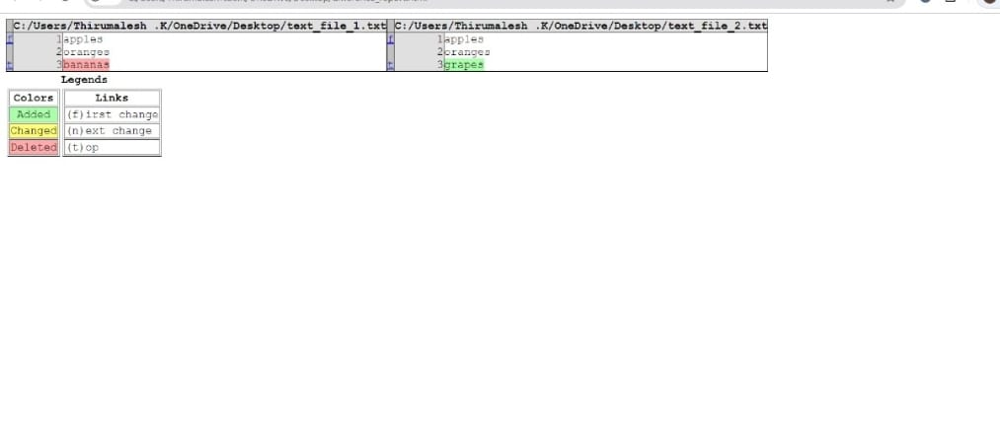 C:/Users/Thirumalesh .K/OneDrive/Desktop/text_file_1.txt C:/Users/Thirumalesh .K/OneDrive/Desktop/text_file_2.txt
f 1 apples f 1 apples
2 oranges 2 oranges
t 3 bananas t 3 grapes
Legends
Colors Links
Added (f)irst change
Changed (n)ext change
Deleted (t)op